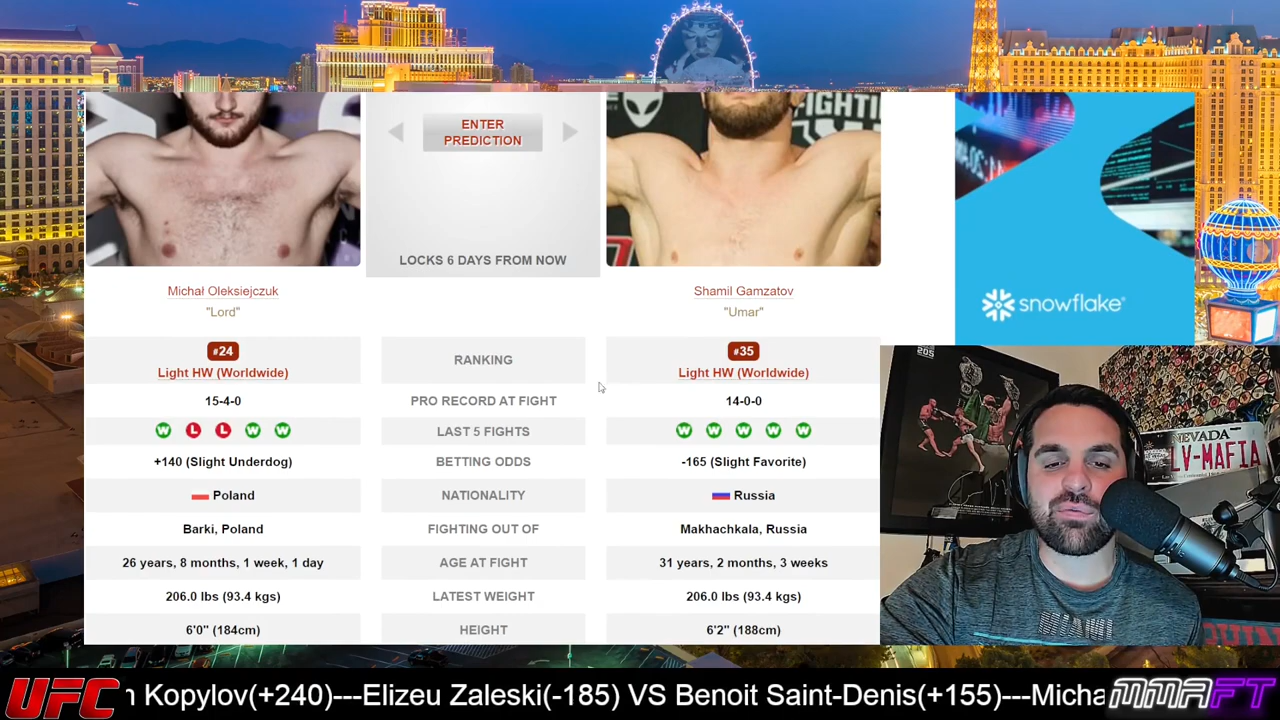 ENTER
PREDICTION
LOCKS 6 DAYS FROM NOW
Michał Oleksiejczuk
"Lord"
Shamil Gamzatov
"Umar"
#24
Light HW (Worldwide)
RANKING
#35
Light HW (Worldwide)
15-4-0
PRO RECORD AT FIGHT
14-0-0
W L L W W
LAST 5 FIGHTS
W W W W W
+140 (Slight Underdog)
BETTING ODDS
-165 (Slight Favorite)
Poland
NATIONALITY
Russia
Barki, Poland
FIGHTING OUT OF
Makhachkala, Russia
26 years, 8 months, 1 week, 1 day
AGE AT FIGHT
31 years, 2 months, 3 weeks
206.0 lbs (93.4 kgs)
LATEST WEIGHT
206.0 lbs (93.4 kgs)
6'0" (184cm)
HEIGHT
6'2" (188cm)
snowflake®
NEVADA
LV-MAFIA
UFC
n Kopylov(+240)---Elizeu Zaleski(-185) VS Benoit Saint-Denis(+155)---Micha
MMAFT